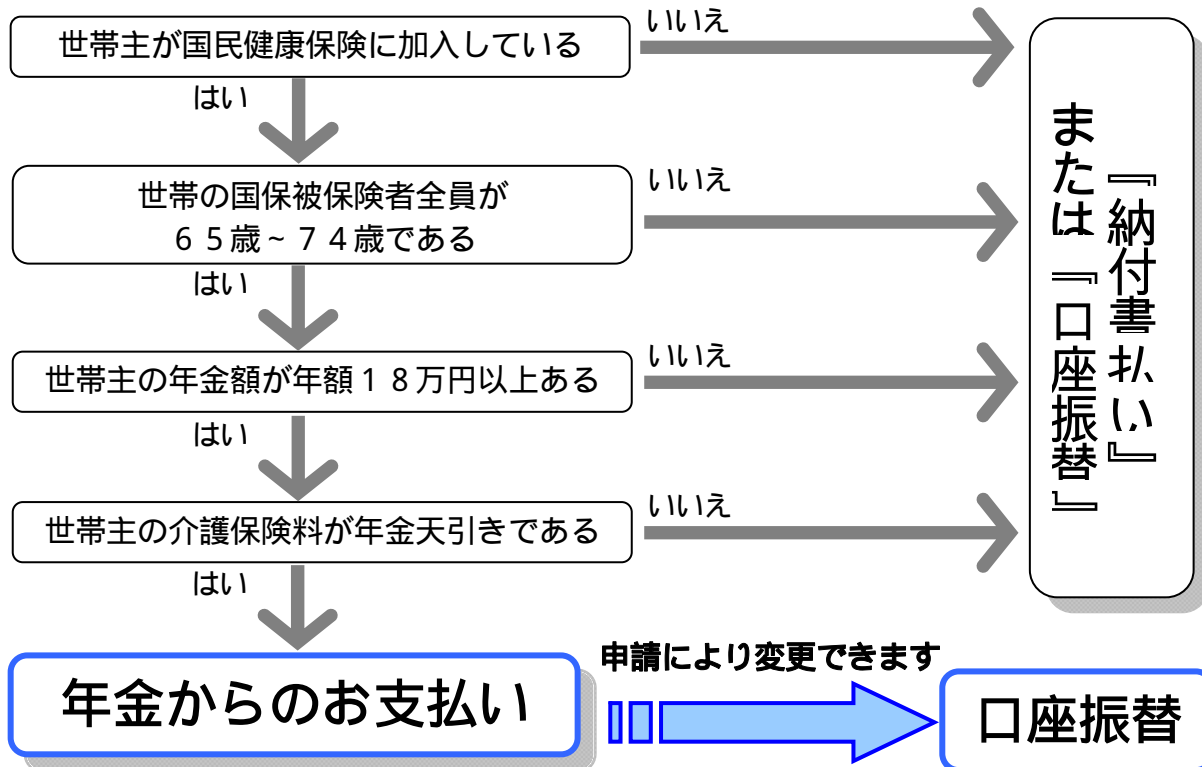 世帯主が国民健康保険に加入している
いいえ
はい
世帯の国保被保険者全員が
６５歳~７４歳である
いいえ
はい
世帯主の年金額が年額１８万円以上ある
いいえ
はい
世帯主の介護保険料が年金天引きである
いいえ
はい
『納付書払い』
または『口座振替』
年金からのお支払い
申請により変更できます
口座振替